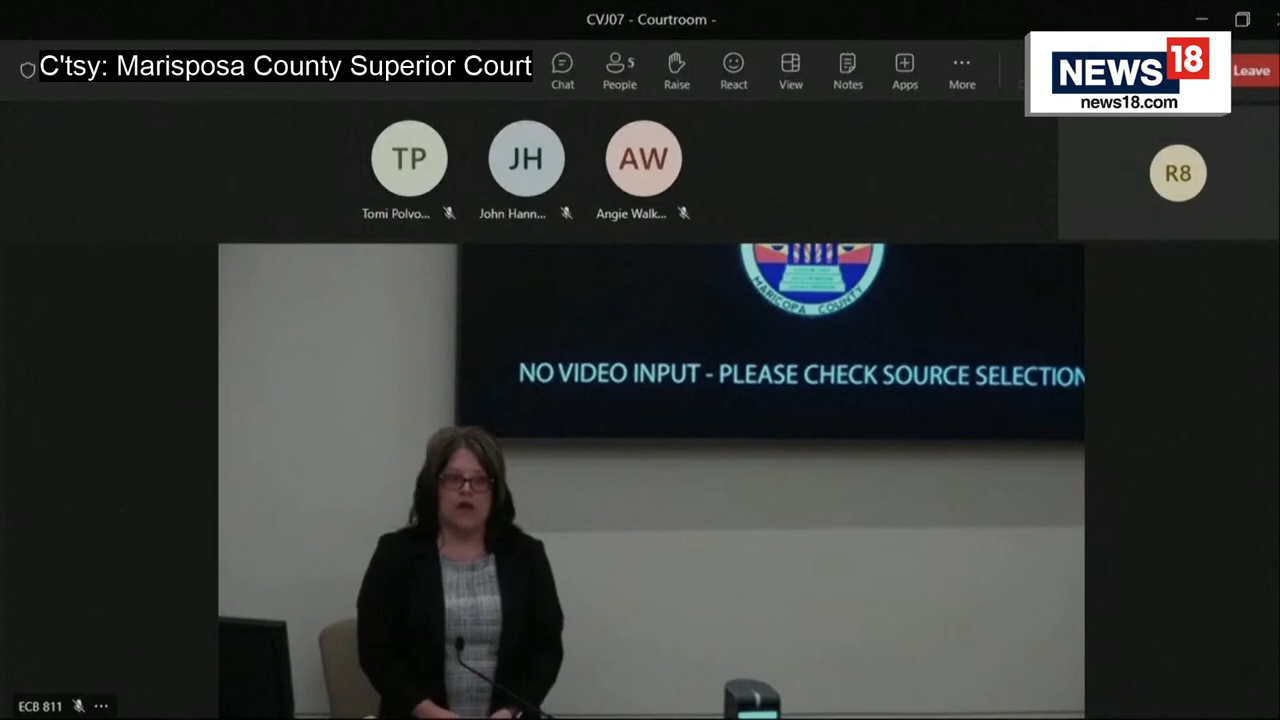 CVJ07 - Courtroom -
C'tsy: Marisposa County Superior Court
Chat
5
People
Raise
React
View
Notes
Apps
More
Leave
NEWS18
news18.com
TP
JH
AW
R8
Tomi Polvo...
John Hann...
Angie Walk...
MARICOPA COUNTY
NO VIDEO INPUT - PLEASE CHECK SOURCE SELECTION
ECB 811